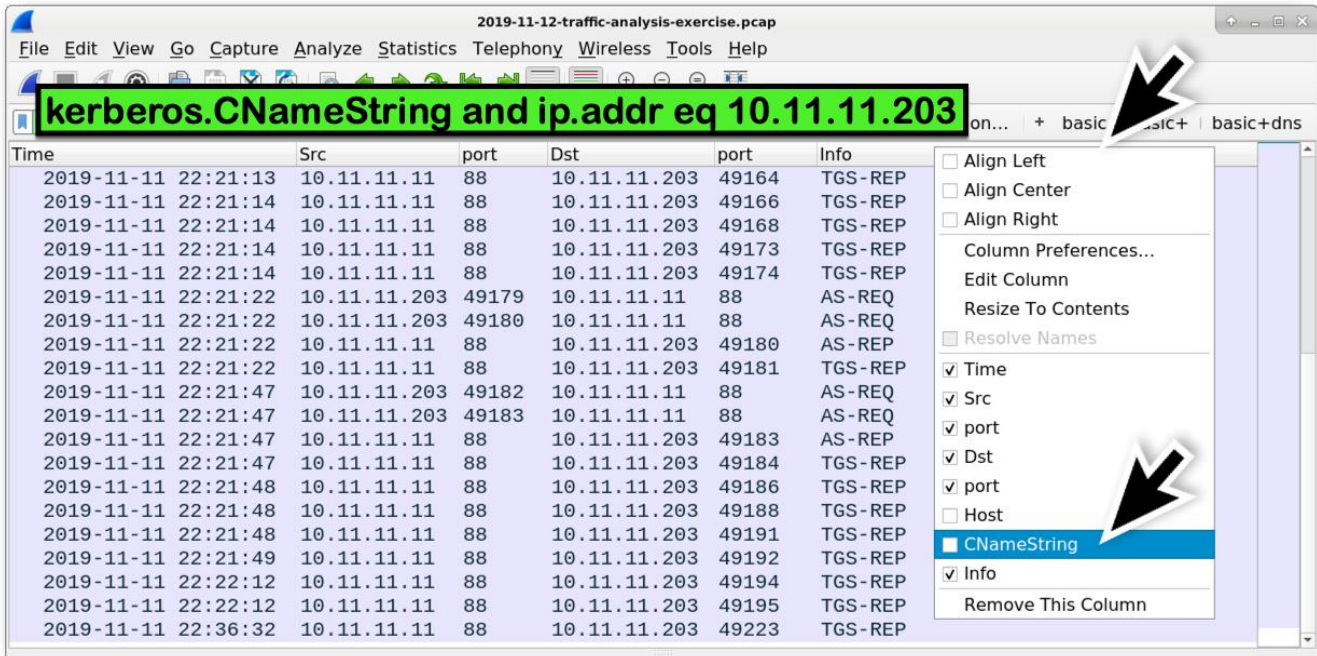 2019-11-12-traffic-analysis-exercise.pcap
File Edit View Go Capture Analyze Statistics Telephony Wireless Tools Help
kerberos.CNameString and ip.addr eq 10.11.11.203
on... + basic basic+ basic+dns
Time Src port Dst port Info
2019-11-11 22:21:13 10.11.11.11 88 10.11.11.203 49164 TGS-REP
2019-11-11 22:21:14 10.11.11.11 88 10.11.11.203 49166 TGS-REP
2019-11-11 22:21:14 10.11.11.11 88 10.11.11.203 49168 TGS-REP
2019-11-11 22:21:14 10.11.11.11 88 10.11.11.203 49173 TGS-REP
2019-11-11 22:21:14 10.11.11.11 88 10.11.11.203 49174 TGS-REP
2019-11-11 22:21:22 10.11.11.203 49179 10.11.11.11 88 AS-REQ
2019-11-11 22:21:22 10.11.11.203 49180 10.11.11.11 88 AS-REQ
2019-11-11 22:21:22 10.11.11.11 88 10.11.11.203 49180 AS-REP
2019-11-11 22:21:22 10.11.11.11 88 10.11.11.203 49181 TGS-REP
2019-11-11 22:21:47 10.11.11.203 49182 10.11.11.11 88 AS-REQ
2019-11-11 22:21:47 10.11.11.203 49183 10.11.11.11 88 AS-REQ
2019-11-11 22:21:47 10.11.11.11 88 10.11.11.203 49183 AS-REP
2019-11-11 22:21:47 10.11.11.11 88 10.11.11.203 49184 TGS-REP
2019-11-11 22:21:48 10.11.11.11 88 10.11.11.203 49186 TGS-REP
2019-11-11 22:21:48 10.11.11.11 88 10.11.11.203 49188 TGS-REP
2019-11-11 22:21:48 10.11.11.11 88 10.11.11.203 49191 TGS-REP
2019-11-11 22:21:49 10.11.11.11 88 10.11.11.203 49192 TGS-REP
2019-11-11 22:22:12 10.11.11.11 88 10.11.11.203 49194 TGS-REP
2019-11-11 22:22:12 10.11.11.11 88 10.11.11.203 49195 TGS-REP
2019-11-11 22:36:32 10.11.11.11 88 10.11.11.203 49223 TGS-REP
Align Left
Align Center
Align Right
Column Preferences...
Edit Column
Resize To Contents
Resolve Names
Time
Src
port
Dst
port
Host
CNameString
Info
Remove This Column